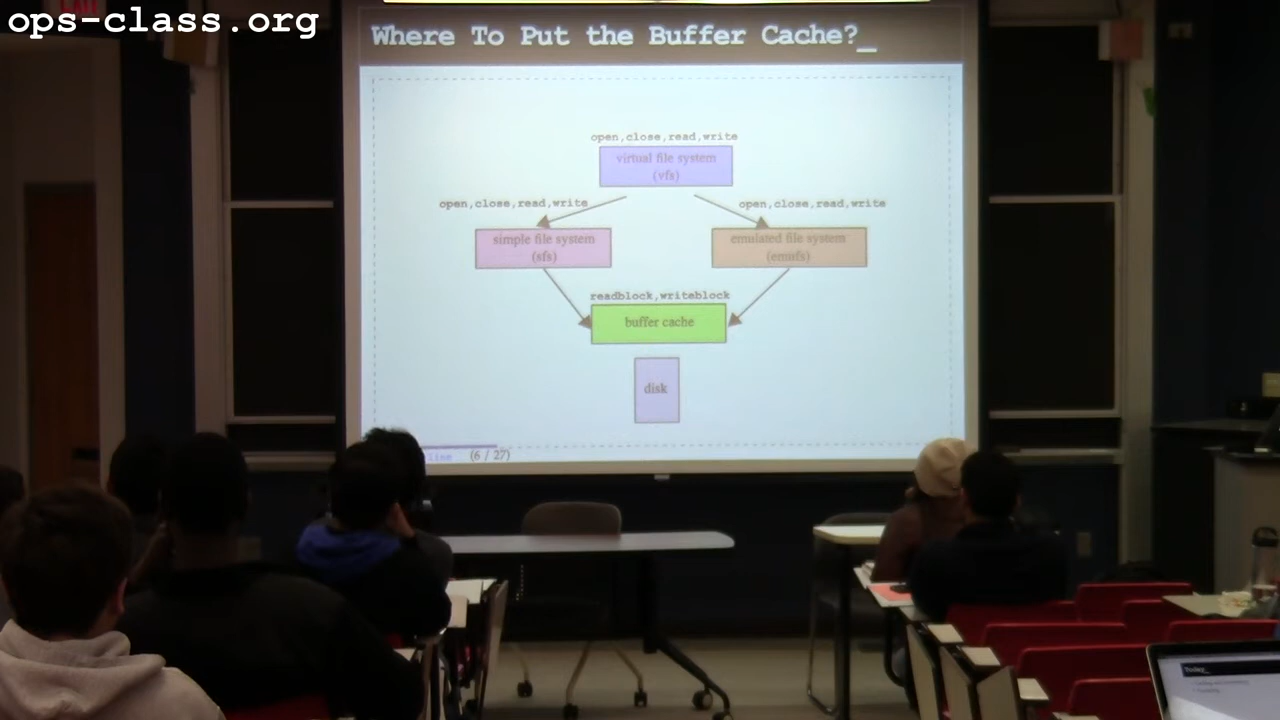 EXIT
ops-class.org
Where To Put the Buffer Cache?_
open,close,read,write
virtual file system
(vfs)
open,close,read,write
open,close,read,write
simple file system
(sfs)
emulated file system
(emufs)
readblock,writeblock
buffer cache
disk
(6 / 27)
Today_